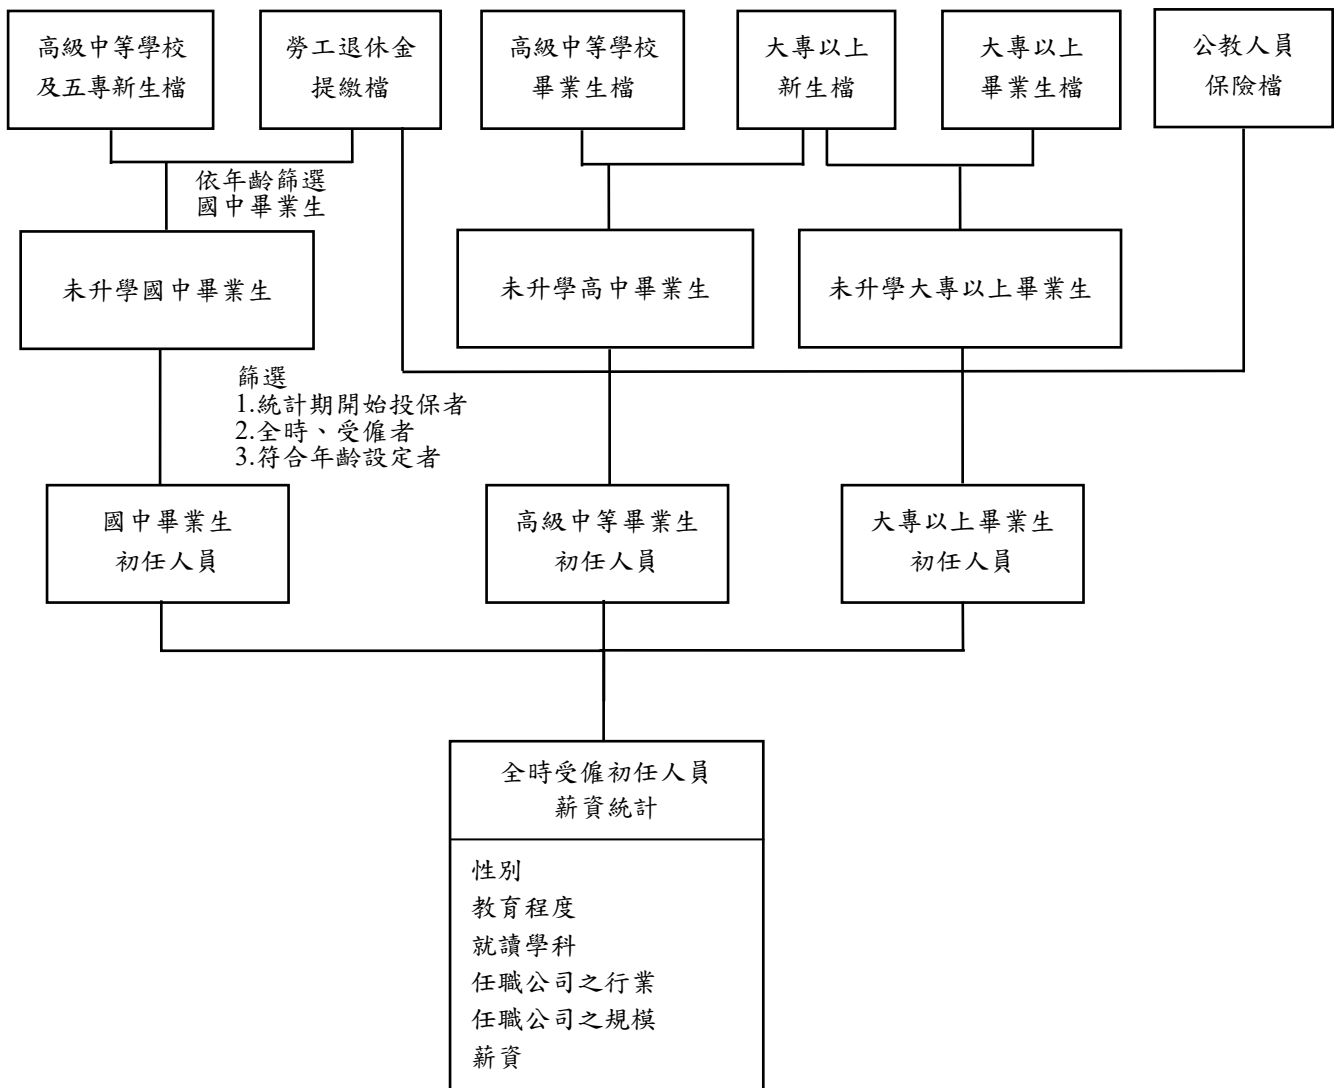 高級中等學校
及五專新生檔
勞工退休金
提繳檔
高級中等學校
畢業生檔
大專以上
新生檔
大專以上
畢業生檔
公教人員
保險檔
依年齡篩選
國中畢業生
未升學國中畢業生
未升學高中畢業生
未升學大專以上畢業生
篩選
1.統計期開始投保者
2.全時、受僱者
3.符合年齡設定者
國中畢業生
初任人員
高級中等畢業生
初任人員
大專以上畢業生
初任人員
全時受僱初任人員
薪資統計
性別
教育程度
就讀學科
任職公司之行業
任職公司之規模
薪資